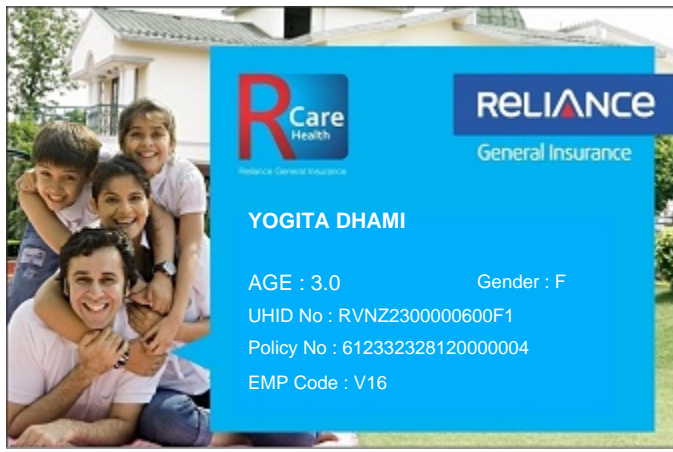 R Care
Health
Reliance General Insurance
RELIANCE
General Insurance
YOGITA DHAMI
AGE : 3.0 Gender : F
UHID No : RVNZ2300000600F1
Policy No : 612332328120000004
EMP Code : V16